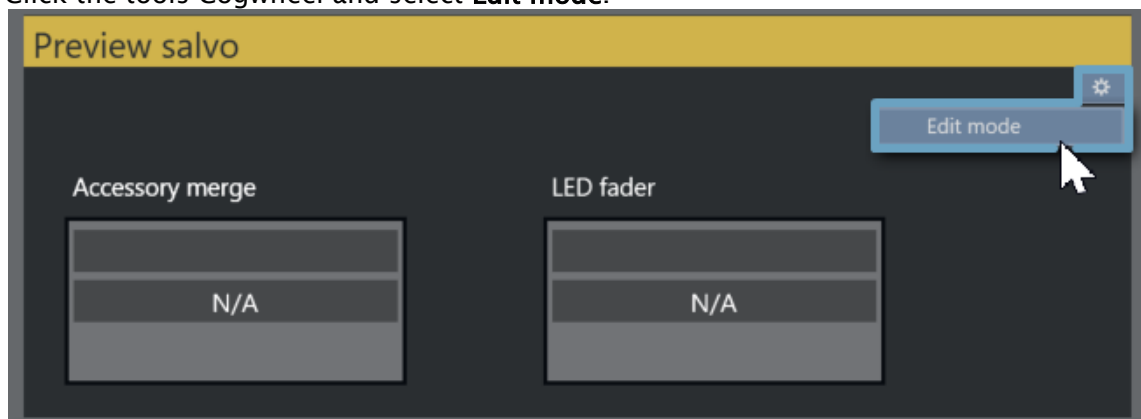 Click the tools Cogwheel and select Edit mode.
Preview salvo
Edit mode
Accessory merge
LED fader
N/A
N/A